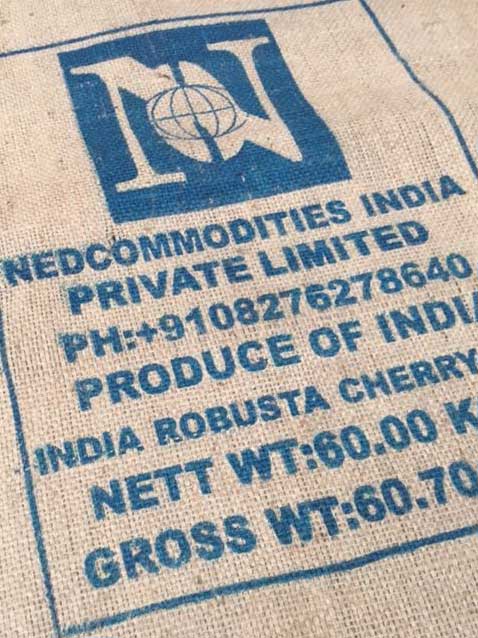 N
NEDCOMMODITIES INDIA
PRIVATE LIMITED
PH:+9108276278640
PRODUCE OF INDIA
INDIA ROBUSTA CHERRY
NETT WT:60.00 K
GROSS WT:60.70